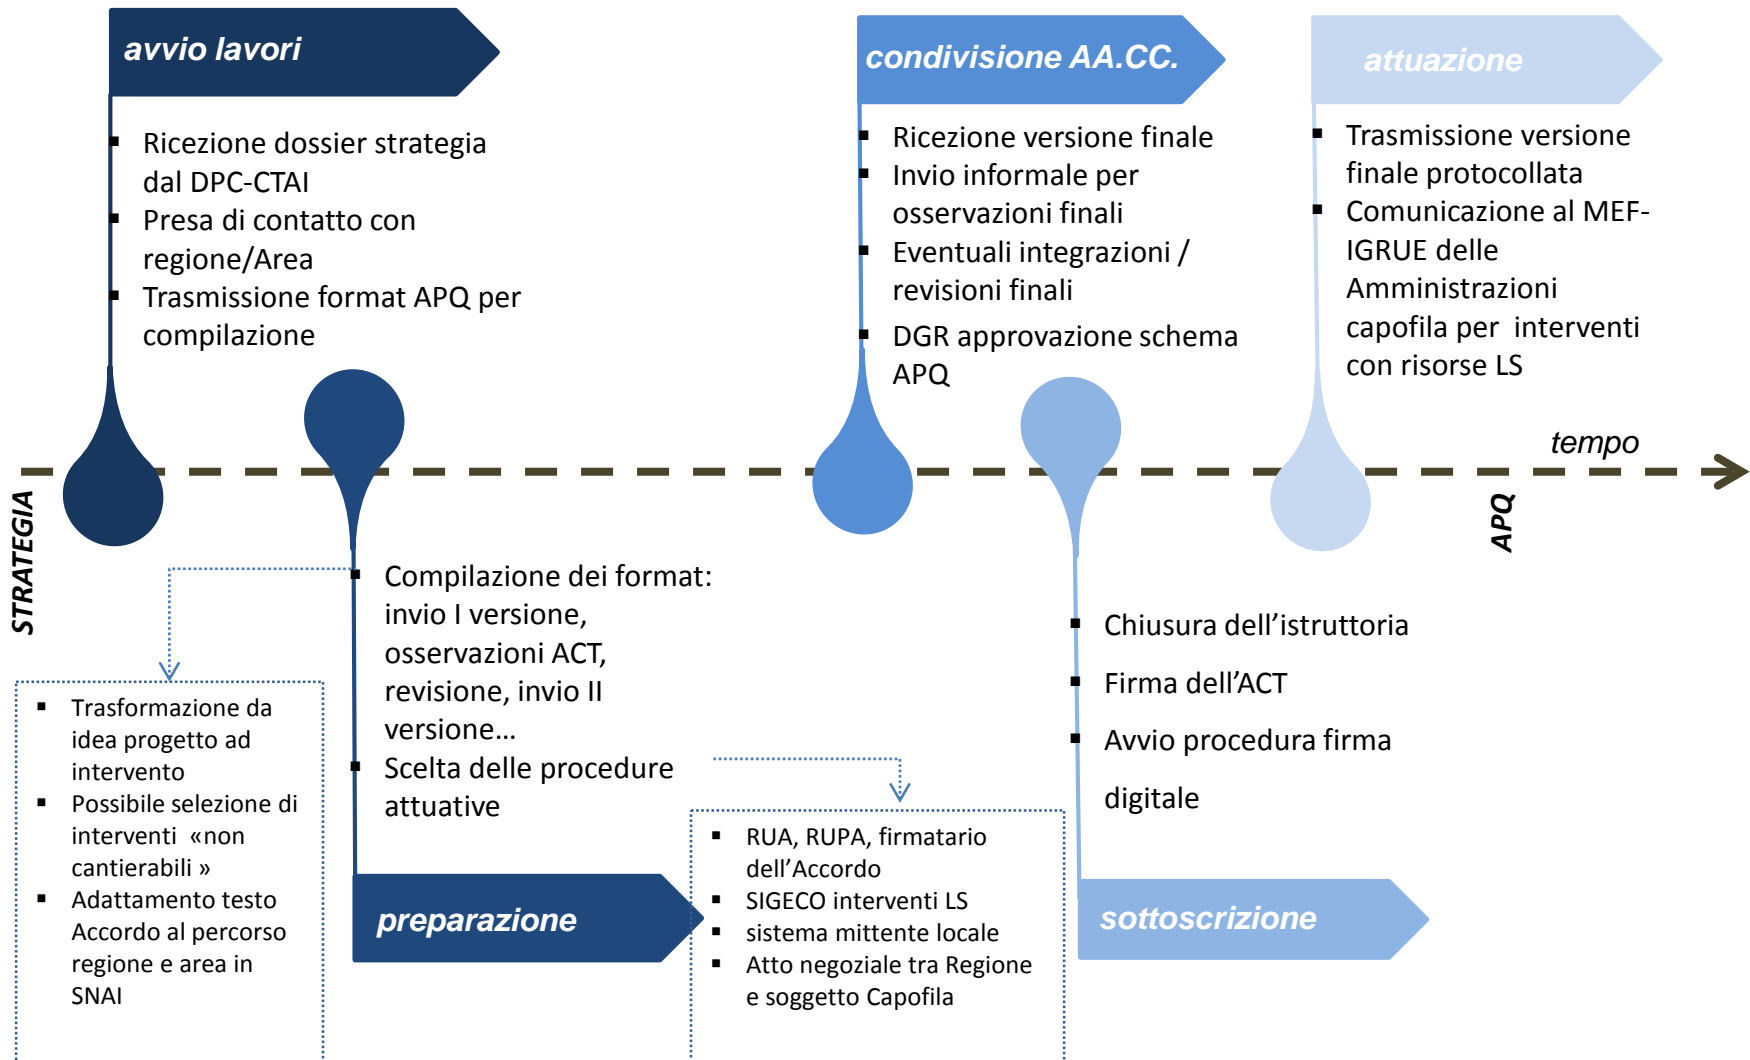 avvio lavori
▪ Ricezione dossier strategia
dal DPC-CTAI
▪ Presa di contatto con
regione/Area
▪ Trasmissione format APQ per
compilazione
condivisione AA.CC.
▪ Ricezione versione finale
▪ Invio informale per
osservazioni finali
▪ Eventuali integrazioni /
revisioni finali
▪ DGR approvazione schema
APQ
attuazione
▪ Trasmissione versione
finale protocollata
▪ Comunicazione al MEF-
IGRUE delle
Amministrazioni
capofila per interventi
con risorse LS
tempo
STRATEGIA
APQ
▪ Compilazione dei format:
invio I versione,
osservazioni ACT,
revisione, invio II
versione…
▪ Scelta delle procedure
attuative
preparazione
▪ Trasformazione da
idea progetto ad
intervento
▪ Possibile selezione di
interventi «non
cantierabili »
▪ Adattamento testo
Accordo al percorso
regione e area in
SNAI
▪ RUA, RUPA, firmatario
dell’Accordo
▪ SIGECO interventi LS
▪ sistema mittente locale
▪ Atto negoziale tra Regione
e soggetto Capofila
▪ Chiusura dell’istruttoria
▪ Firma dell’ACT
▪ Avvio procedura firma
digitale
sottoscrizione